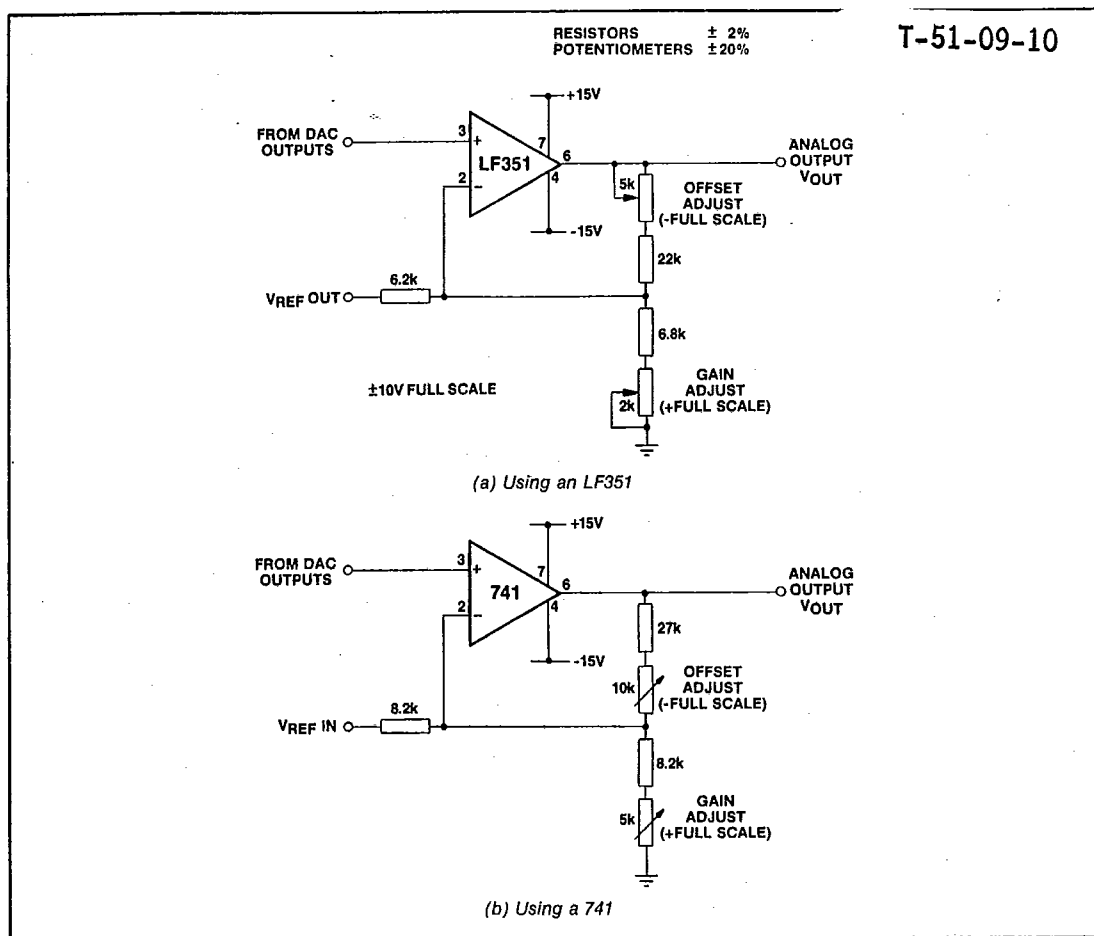 T-51-09-10
RESISTORS ± 2%
POTENTIOMETERS ±20%
+15V
FROM DAC
OUTPUTS
3
+
7
LF351
6
2
–
4
-15V
5k
OFFSET
ADJUST
(-FULL SCALE)
ANALOG
OUTPUT
VOUT
22k
6.2k
VREF OUT
6.8k
±10V FULL SCALE
2k
GAIN
ADJUST
(+FULL SCALE)
(a) Using an LF351
+15V
FROM DAC
OUTPUTS
3
+
7
741
6
2
–
4
-15V
ANALOG
OUTPUT
VOUT
27k
10k
OFFSET
ADJUST
(-FULL SCALE)
8.2k
VREF IN
8.2k
5k
GAIN
ADJUST
(+FULL SCALE)
(b) Using a 741